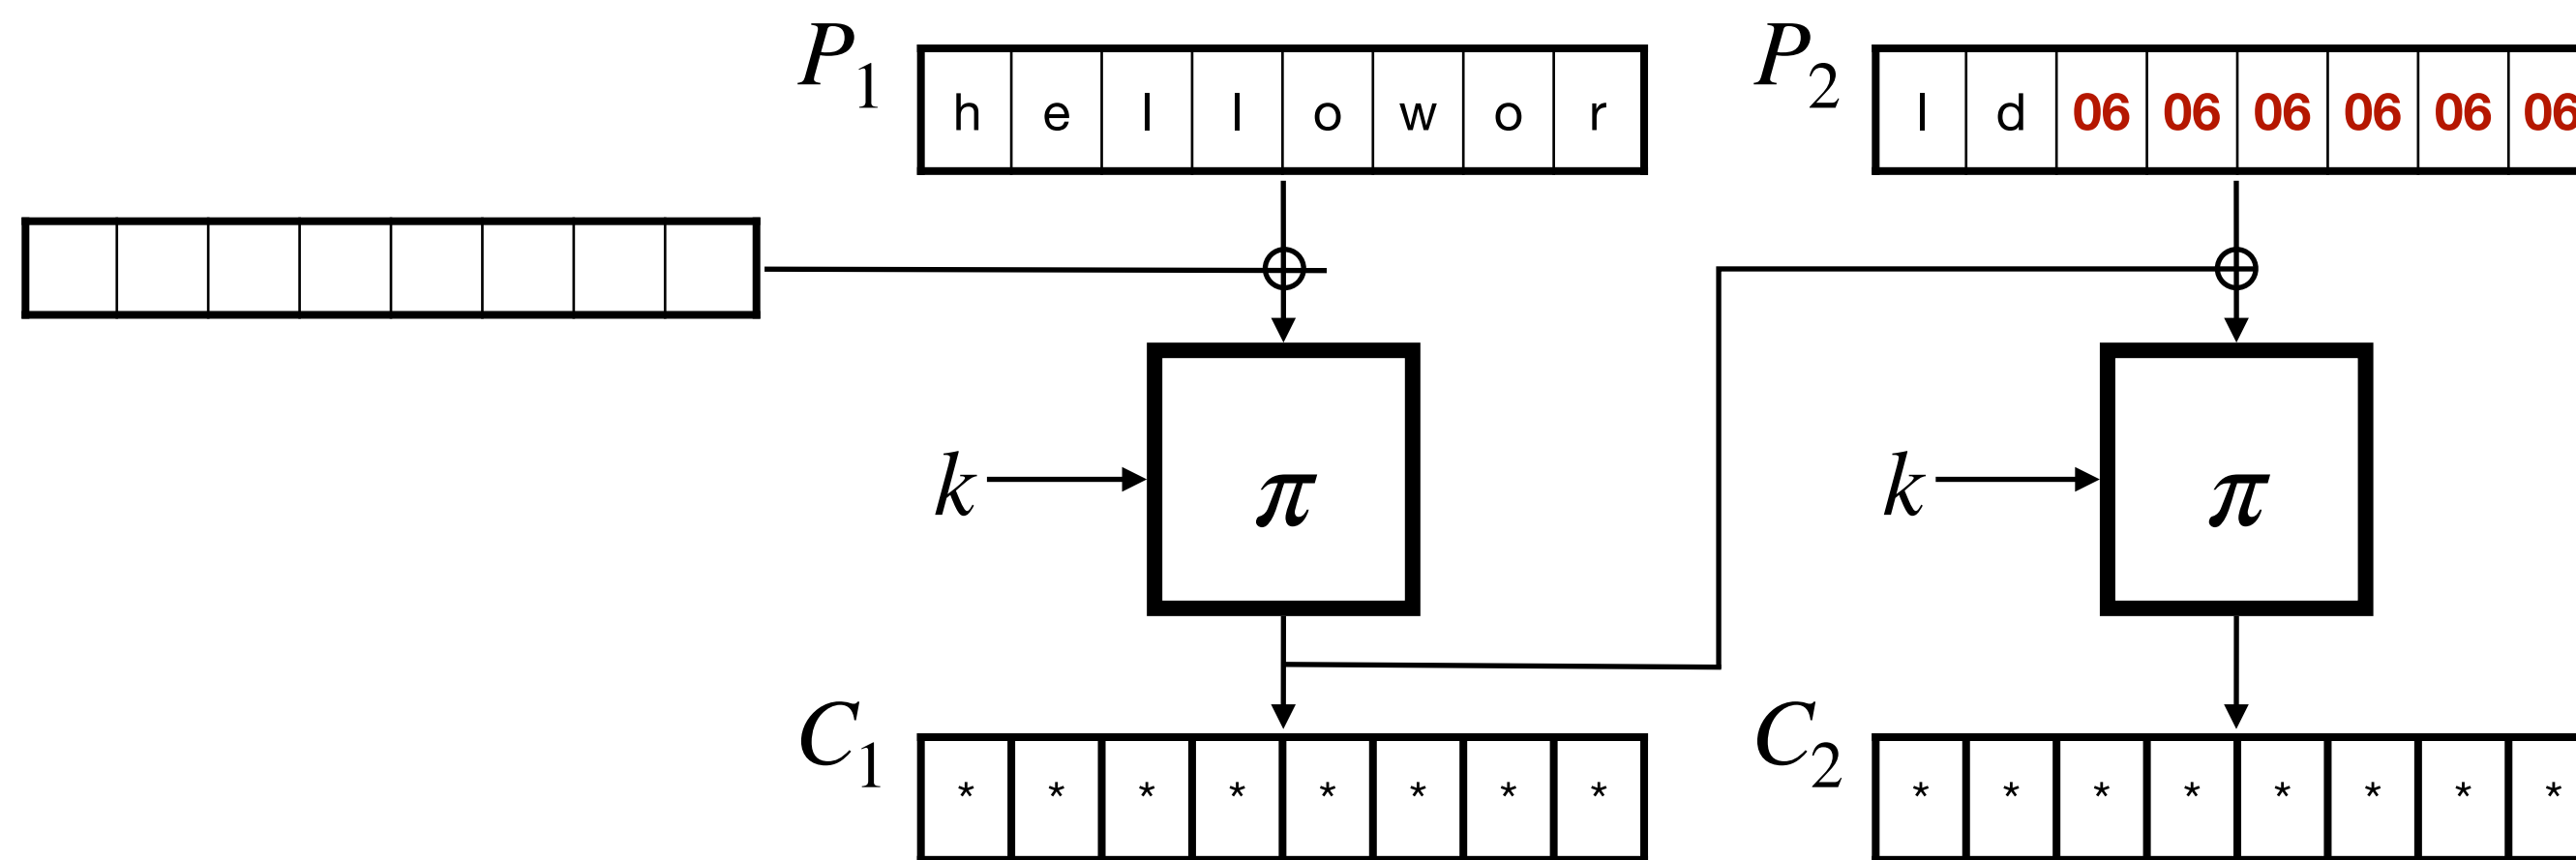 P1 h e l l o w o r
P2 l d 06 06 06 06 06 06
k π
k π
C1 * * * * * * * *
C2 * * * * * * * *